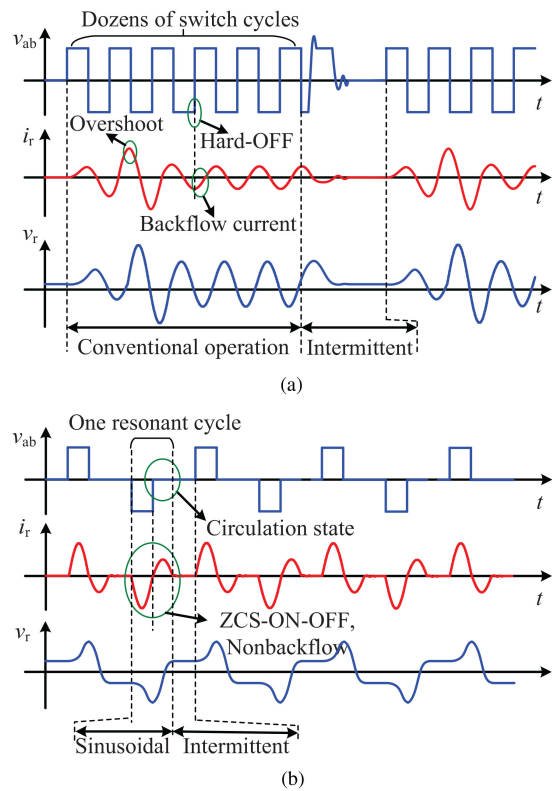 Dozens of switch cycles
vab
t
Overshoot
Hard-OFF
ir
t
Backflow current
vr
t
Conventional operation
Intermittent
(a)
One resonant cycle
vab
t
Circulation state
ir
t
ZCS-ON-OFF,
Nonbackflow
vr
t
Sinusoidal
Intermittent
(b)